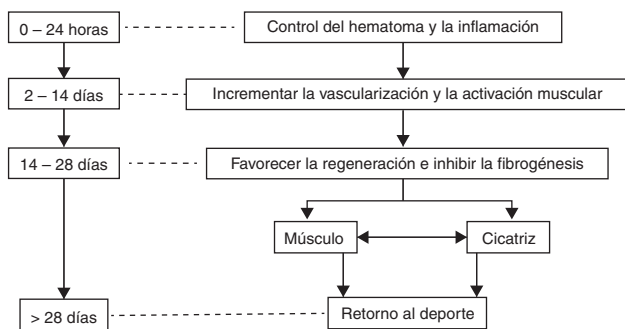 0 – 24 horas
Control del hematoma y la inflamación
2 – 14 días
Incrementar la vascularización y la activación muscular
14 – 28 días
Favorecer la regeneración e inhibir la fibrogénesis
Músculo
Cicatriz
> 28 días
Retorno al deporte